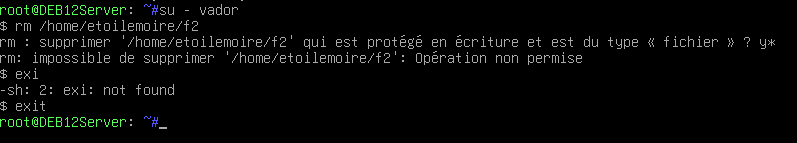 root@DEB12Server: ~#su - vador
$ rm /home/etoilemoire/f2
rm : supprimer '/home/etoilemoire/f2' qui est protégé en écriture et est du type « fichier » ? y*
rm: impossible de supprimer '/home/etoilemoire/f2': Opération non permise
$ exi
-sh: 2: exi: not found
$ exit
root@DEB12Server: ~#_